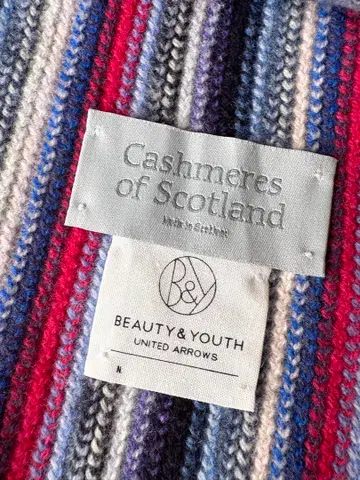 Cashmeres
of Scotland
Made in Scotland
B&Y
BEAUTY & YOUTH
UNITED ARROWS
N